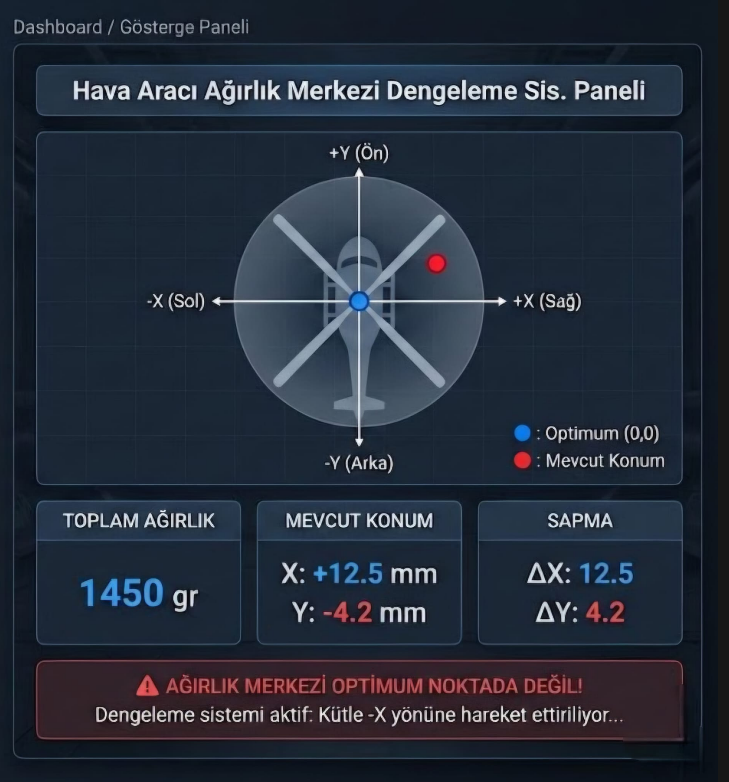 Dashboard / Gösterge Paneli
Hava Aracı Ağırlık Merkezi Dengeleme Sis. Paneli
+Y (Ön)
-X (Sol)
+X (Sağ)
: Optimum (0,0)
-Y (Arka)
: Mevcut Konum
TOPLAM AĞIRLIK
1450 gr
MEVCUT KONUM
X: +12.5 mm
Y: -4.2 mm
SAPMA
ΔX: 12.5
ΔY: 4.2
AĞIRLIK MERKEZİ OPTİMUM NOKTADA DEĞİL!
Dengeleme sistemi aktif: Kütle -X yönüne hareket ettiriliyor...